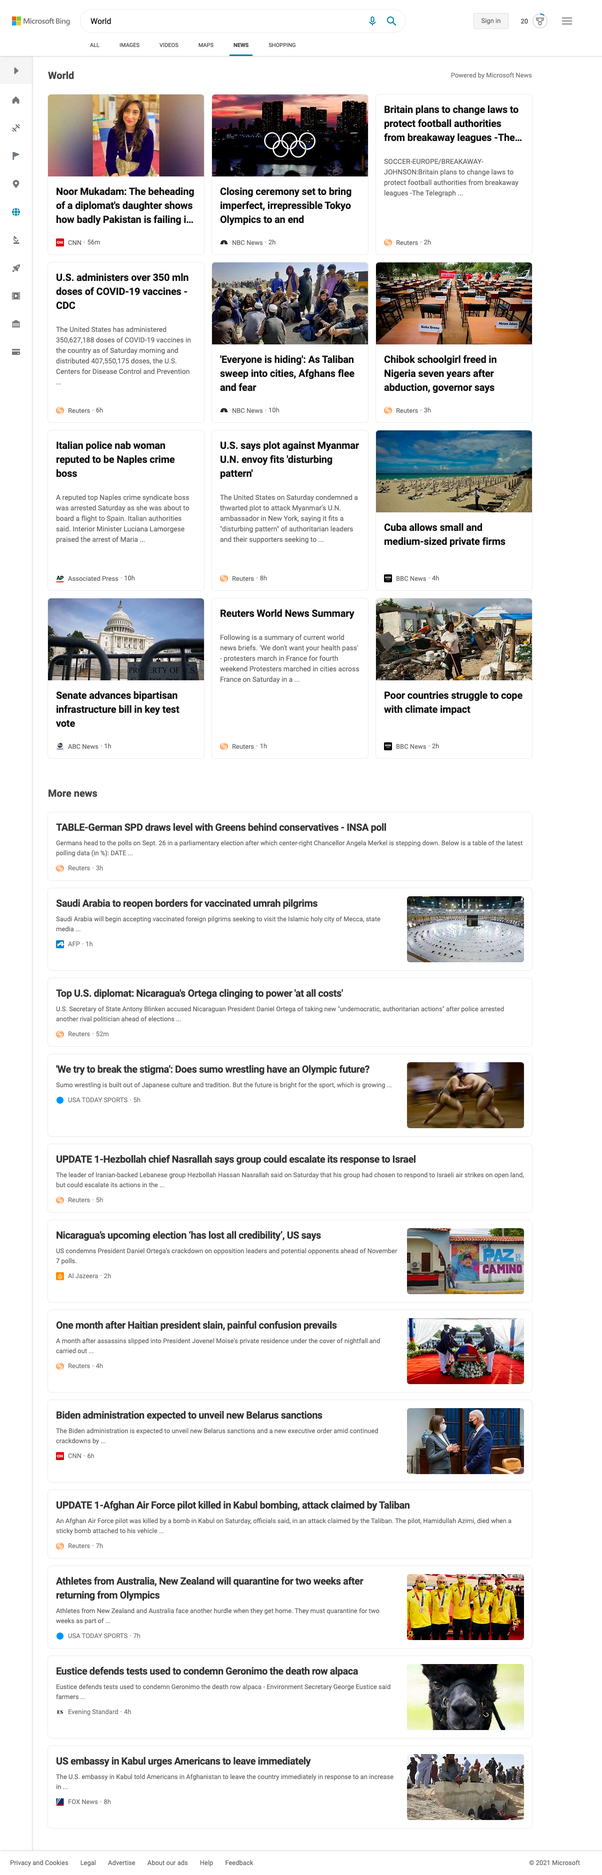 Microsoft Bing
World
Sign in
20
ALL IMAGES VIDEOS MAPS NEWS SHOPPING
World
Powered by Microsoft News
Noor Mukadam: The beheading
of a diplomat's daughter shows
how badly Pakistan is failing i...
CNN · 56m
Closing ceremony set to bring
imperfect, irrepressible Tokyo
Olympics to an end
NBC News · 2h
Britain plans to change laws to
protect football authorities
from breakaway leagues -The...
SOCCER-EUROPE/BREAKAWAY-
JOHNSON:Britain plans to change laws to
protect football authorities from breakaway
leagues -The Telegraph ...
Reuters · 2h
U.S. administers over 350 mln
doses of COVID-19 vaccines -
CDC
The United States has administered
350,627,188 doses of COVID-19 vaccines in
the country as of Saturday morning and
distributed 407,550,175 doses, the U.S.
Centers for Disease Control and Prevention
...
Reuters · 6h
'Everyone is hiding': As Taliban
sweep into cities, Afghans flee
and fear
NBC News · 10h
Chibok schoolgirl freed in
Nigeria seven years after
abduction, governor says
Reuters · 3h
Italian police nab woman
reputed to be Naples crime
boss
A reputed top Naples crime syndicate boss
was arrested Saturday as she was about to
board a flight to Spain. Italian authorities
said. Interior Minister Luciana Lamorgese
praised the arrest of Maria ...
AP Associated Press · 10h
U.S. says plot against Myanmar
U.N. envoy fits 'disturbing
pattern'
The United States on Saturday condemned a
thwarted plot to attack Myanmar's U.N.
ambassador in New York, saying it fits a
"disturbing pattern" of authoritarian leaders
and their supporters seeking to ...
Reuters · 8h
Cuba allows small and
medium-sized private firms
BBC News · 4h
PROPERTY OF U.S.
Senate advances bipartisan
infrastructure bill in key test
vote
ABC News · 1h
Reuters World News Summary
Following is a summary of current world
news briefs. 'We don't want your health pass'
- protesters march in France for fourth
weekend Protesters marched in cities across
France on Saturday in a ...
Reuters · 1h
Poor countries struggle to cope
with climate impact
BBC News · 2h
More news
TABLE-German SPD draws level with Greens behind conservatives - INSA poll
Germans head to the polls on Sept. 26 in a parliamentary election after which center-right Chancellor Angela Merkel is stepping down. Below is a table of the latest
polling data (in %): DATE ...
Reuters · 3h
Saudi Arabia to reopen borders for vaccinated umrah pilgrims
Saudi Arabia will begin accepting vaccinated foreign pilgrims seeking to visit the Islamic holy city of Mecca, state
media ...
AFP · 1h
Top U.S. diplomat: Nicaragua's Ortega clinging to power 'at all costs'
U.S. Secretary of State Antony Blinken accused Nicaraguan President Daniel Ortega of taking new "undemocratic, authoritarian actions" after police arrested
another rival politician ahead of elections ...
Reuters · 52m
'We try to break the stigma': Does sumo wrestling have an Olympic future?
Sumo wrestling is built out of Japanese culture and tradition. But the future is bright for the sport, which is growing ...
USA TODAY SPORTS · 5h
UPDATE 1-Hezbollah chief Nasrallah says group could escalate its response to Israel
The leader of Iranian-backed Lebanese group Hezbollah Hassan Nasrallah said on Saturday that his group had chosen to respond to Israeli air strikes on open land,
but could escalate its actions in the ...
Reuters · 5h
Nicaragua's upcoming election 'has lost all credibility', US says
US condemns President Daniel Ortega's crackdown on opposition leaders and potential opponents ahead of November
7 polls.
Al Jazeera · 2h
PAZ
CAMINO
One month after Haitian president slain, painful confusion prevails
A month after assassins slipped into President Jovenel Moise's private residence under the cover of nightfall and
carried out ...
Reuters · 4h
Biden administration expected to unveil new Belarus sanctions
The Biden administration is expected to unveil new Belarus sanctions and a new executive order amid continued
crackdowns by ...
CNN · 6h
UPDATE 1-Afghan Air Force pilot killed in Kabul bombing, attack claimed by Taliban
An Afghan Air Force pilot was killed by a bomb in Kabul on Saturday, officials said, in an attack claimed by the Taliban. The pilot, Hamidullah Azimi, died when a
sticky bomb attached to his vehicle ...
Reuters · 7h
Athletes from Australia, New Zealand will quarantine for two weeks after
returning from Olympics
Athletes from New Zealand and Australia face another hurdle when they get home. They must quarantine for two
weeks as part of ...
USA TODAY SPORTS · 7h
Eustice defends tests used to condemn Geronimo the death row alpaca
Eustice defends tests used to condemn Geronimo the death row alpaca - Environment Secretary George Eustice said
farmers ...
ES Evening Standard · 4h
US embassy in Kabul urges Americans to leave immediately
The U.S. embassy in Kabul told Americans in Afghanistan to leave the country immediately in response to an increase
in ...
FOX News · 8h
Privacy and Cookies Legal Advertise About our ads Help Feedback © 2021 Microsoft